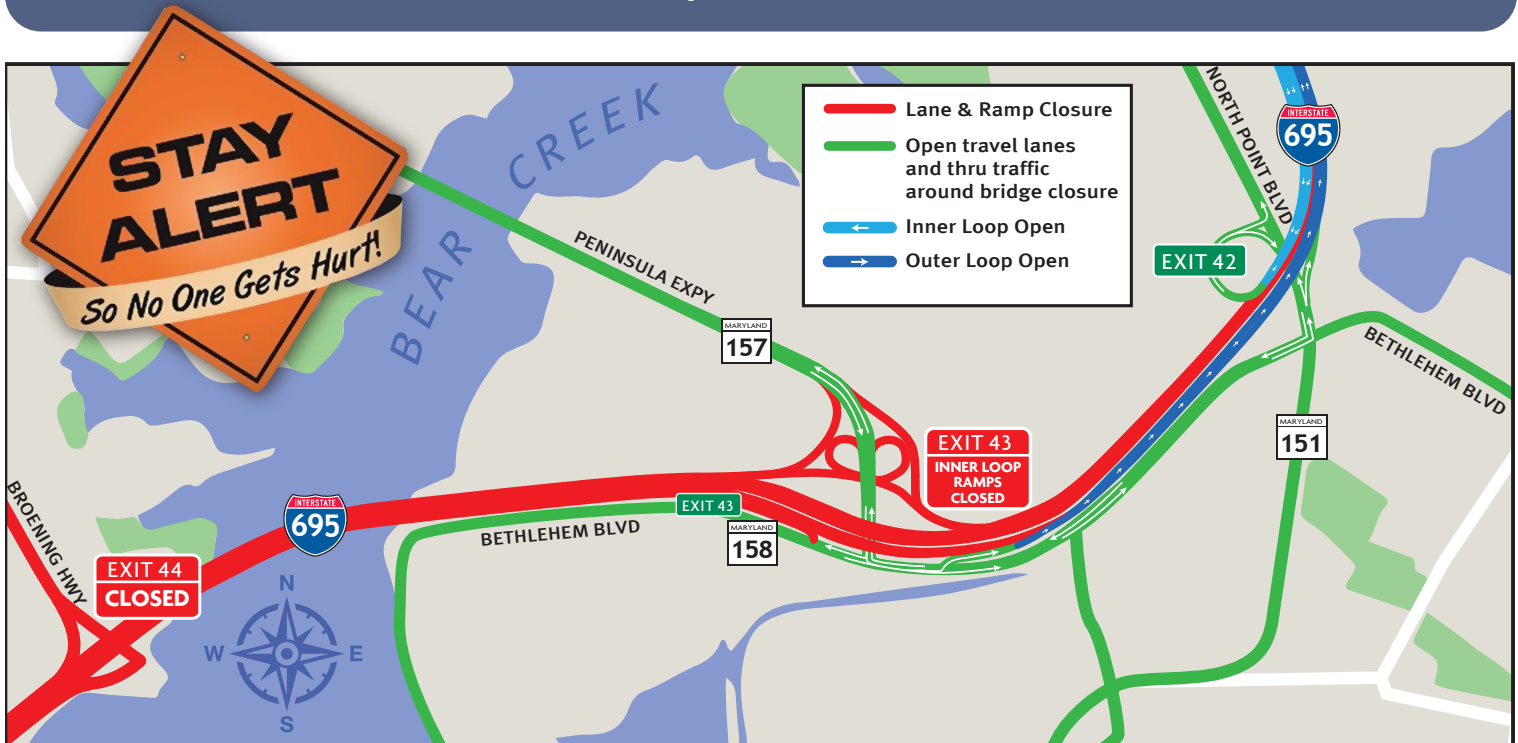 STAY
ALERT
So No One Gets Hurt!
BEAR
CREEK
Lane & Ramp Closure
Open travel lanes
and thru traffic
around bridge closure
Inner Loop Open
Outer Loop Open
NORTH POINT BLVD
INTERSTATE
695
EXIT 42
PENINSULA EXPY
MARYLAND
157
BETHLEHEM BLVD
MARYLAND
151
EXIT 43
INNER LOOP
RAMPS
CLOSED
BROENING HWY
INTERSTATE
695
EXIT 43
BETHLEHEM BLVD
MARYLAND
158
EXIT 44
CLOSED
N
W
E
S